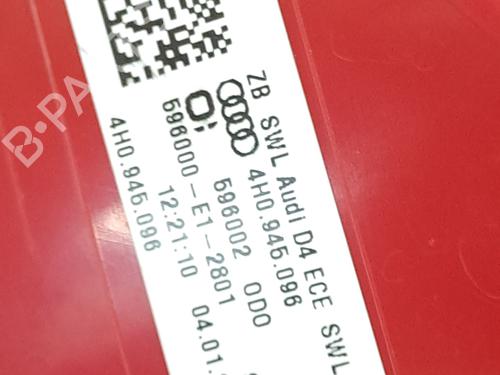 ZB SWL Audi D4 ECE SWL
4H0.945.096
596002 ODO
596000-E1-2801
12:21:10 04.01.
4H0.945.096
B-PA